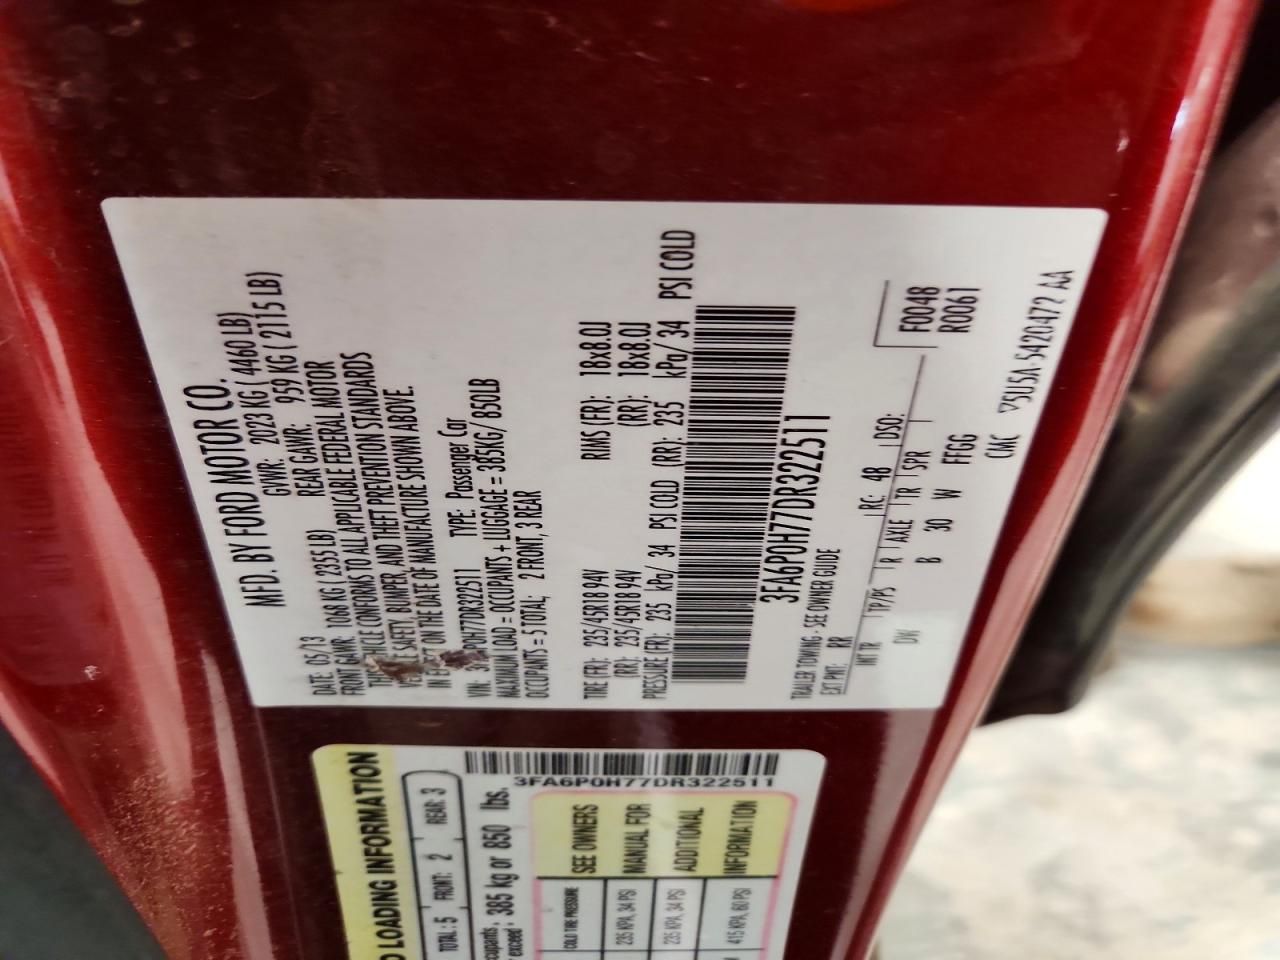 MFD. BY FORD MOTOR CO.
DATE: 05/13 GVWR: 2023 KG ( 4460 LB)
FRONT GAWR: 1068 KG ( 2355 LB) REAR GAWR: 959 KG ( 2115 LB)
VEHICLE CONFORMS TO ALL APPLICABLE FEDERAL MOTOR
SAFETY, BUMPER, AND THEFT PREVENTION STANDARDS
IN ON THE DATE OF MANUFACTURE SHOWN ABOVE.
VIN: 3FA6P0H77DR322511 TYPE: Passenger Car
MAXIMUM LOAD = OCCUPANTS + LUGGAGE = 385KG/ 850LB
OCCUPANTS = 5 TOTAL; 2 FRONT, 3 REAR
TIRE (FR): 235/45R18 94V RIMS (FR): 18x8.0J
(RR): 235/45R18 94V (RR): 18x8.0J
PRESSURE (FR): 235 kPa/ 34 PSI COLD (RR): 235 kPa/ 34 PSI COLD
3FA6P0H77DR322511
TRAILER TOWING - SEE OWNER GUIDE
EXT PNT: RR RC: 48 DSO: F0048
R0061
INT TR TP/PS R AXLE TR SPR
DW B 30 W FFGG
CMC 5U5A-5420472 AA
3FA6P0H77DR322511
LOADING INFORMATION
TOTAL: 5 FRONT: 2 REAR: 3
385 kg or 850 lbs.
COLD TIRE PRESSURE
235 KPA, 34 PSI
235 KPA, 34 PSI
415 KPA, 60 PSI
SEE OWNERS
MANUAL FOR
ADDITIONAL
INFORMATION